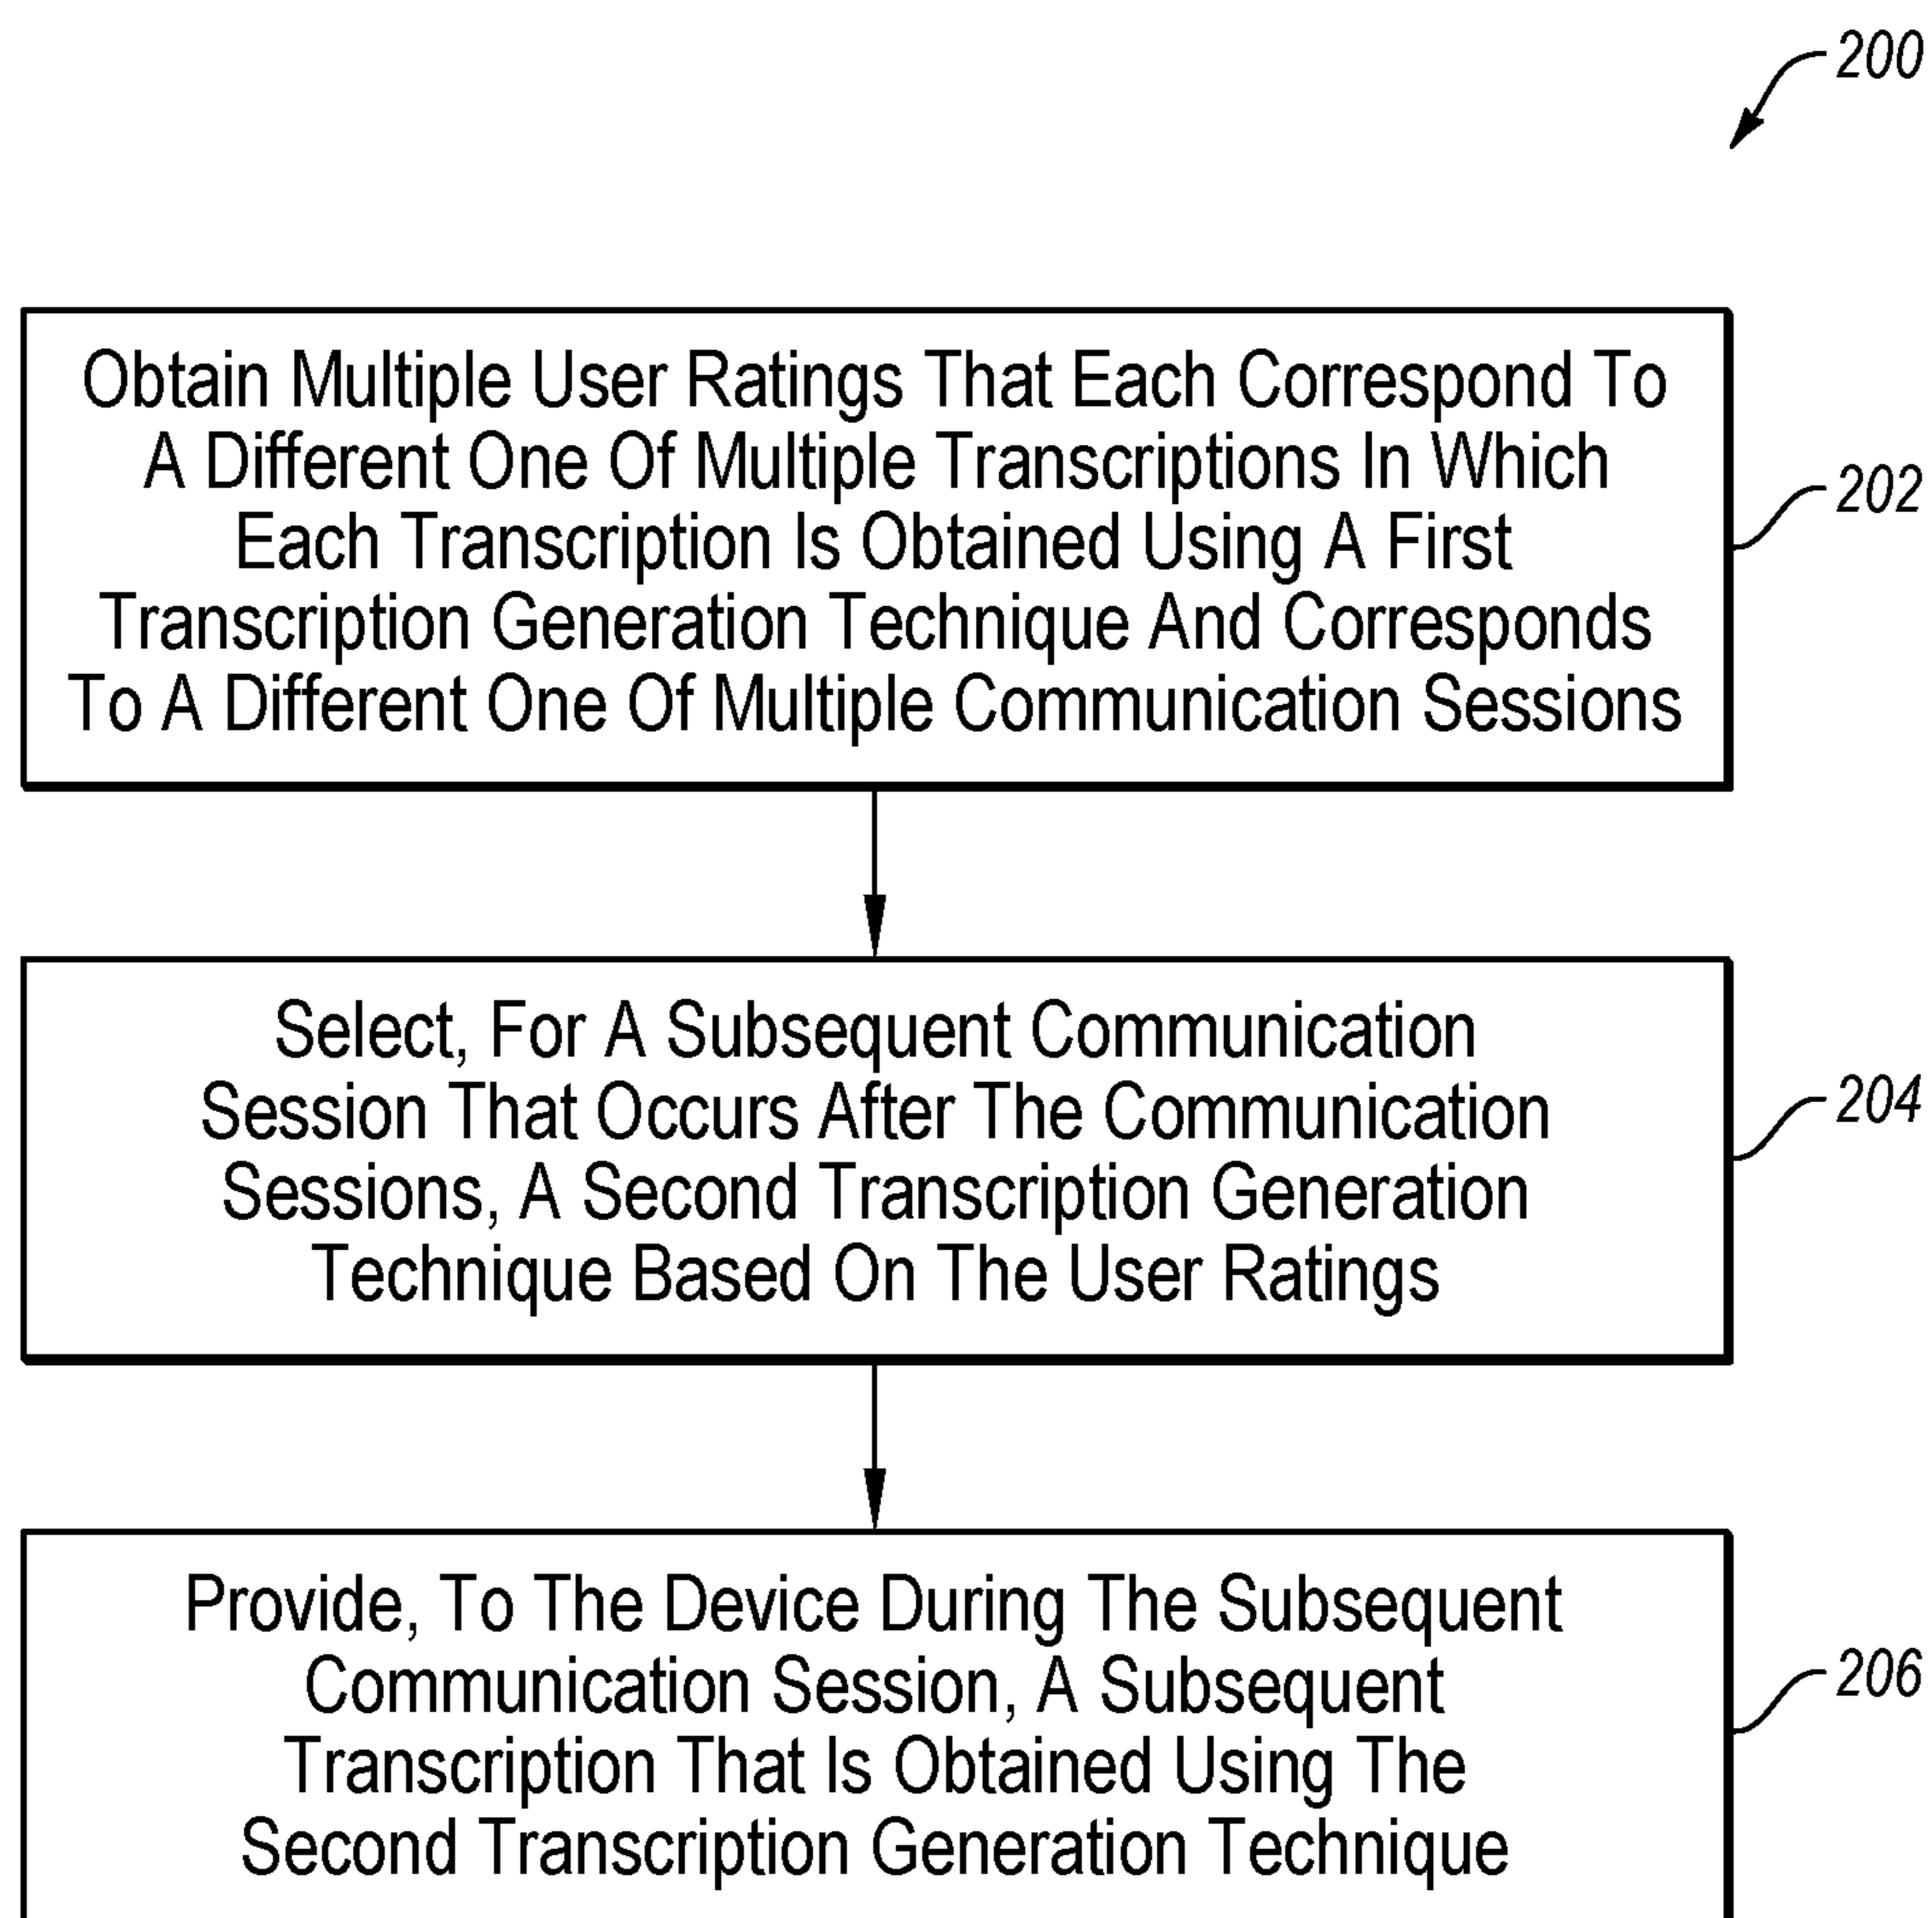 200
Obtain Multiple User Ratings That Each Correspond To
A Different One Of Multiple Transcriptions In Which
Each Transcription Is Obtained Using A First
Transcription Generation Technique And Corresponds
To A Different One Of Multiple Communication Sessions
202
Select, For A Subsequent Communication
Session That Occurs After The Communication
Sessions, A Second Transcription Generation
Technique Based On The User Ratings
204
Provide, To The Device During The Subsequent
Communication Session, A Subsequent
Transcription That Is Obtained Using The
Second Transcription Generation Technique
206